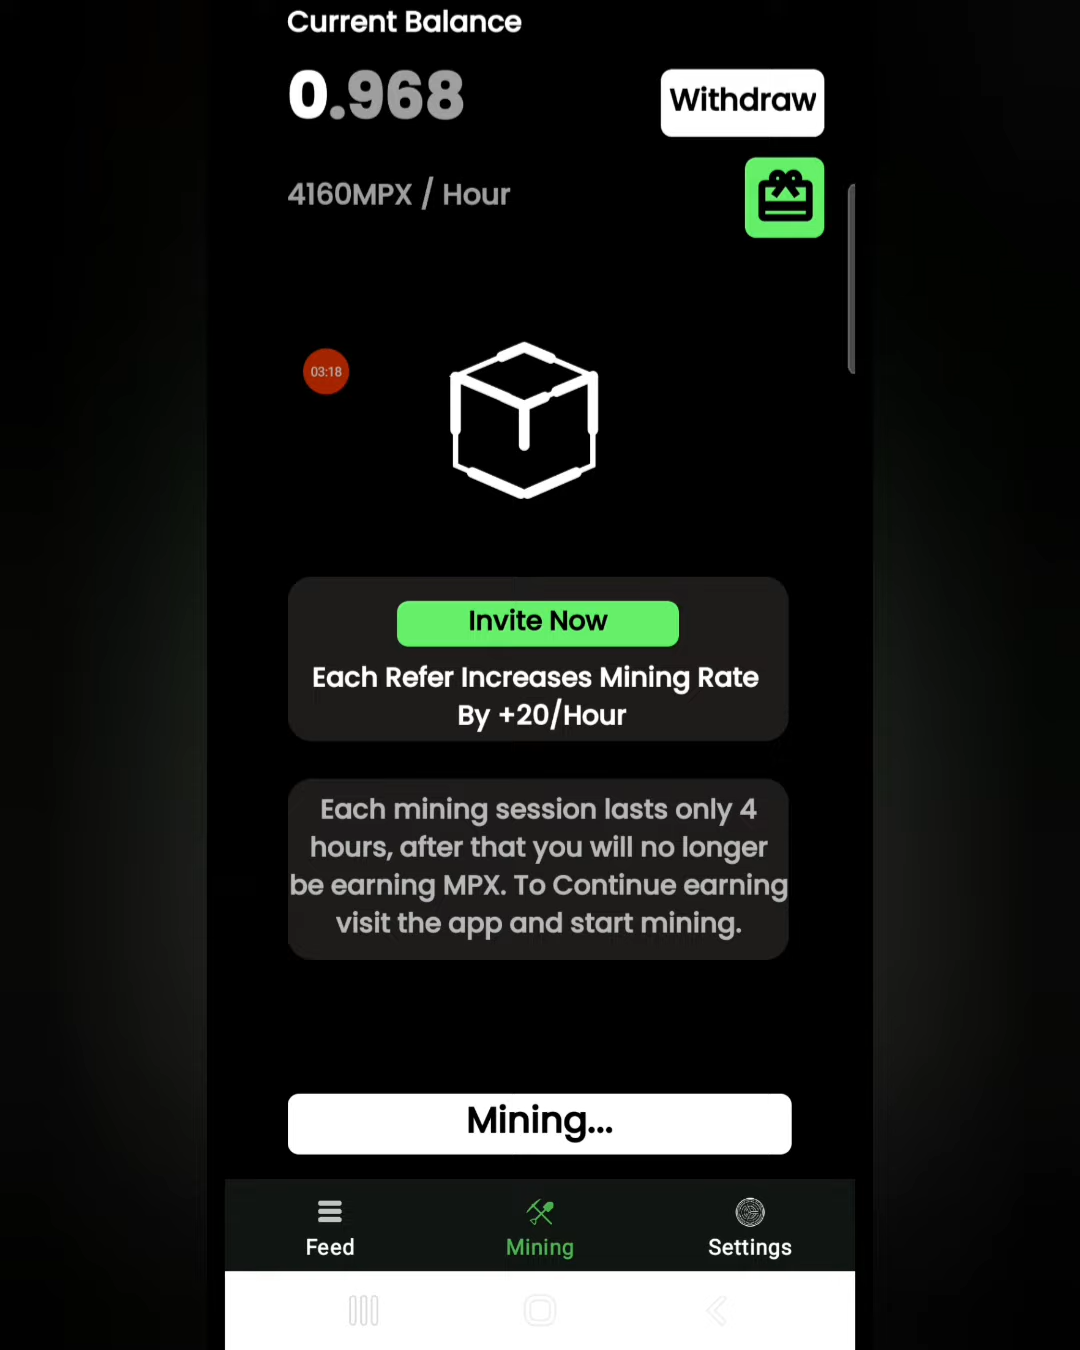 Current Balance
0.968
Withdraw
4160MPX / Hour
03:18
Invite Now
Each Refer Increases Mining Rate
By +20/Hour
Each mining session lasts only 4
hours, after that you will no longer
be earning MPX. To Continue earning
visit the app and start mining.
Mining...
Feed
Mining
Settings